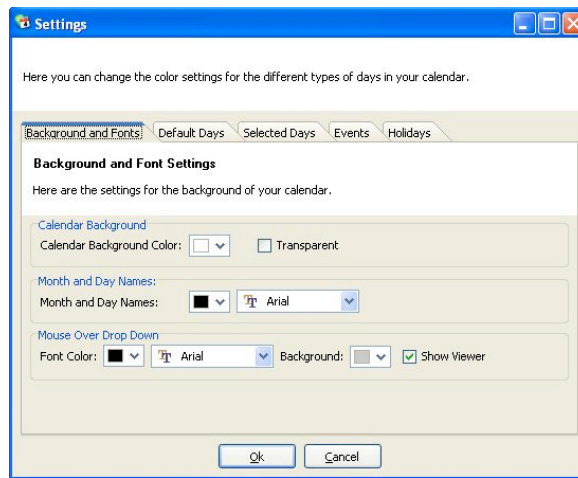 Settings
Here you can change the color settings for the different types of days in your calendar.
Background and Fonts Default Days Selected Days Events Holidays
Background and Font Settings
Here are the settings for the background of your calendar.
Calendar Background
Calendar Background Color: Transparent
Month and Day Names:
Month and Day Names: Arial
Mouse Over Drop Down
Font Color: Arial Background: Show Viewer
Ok Cancel